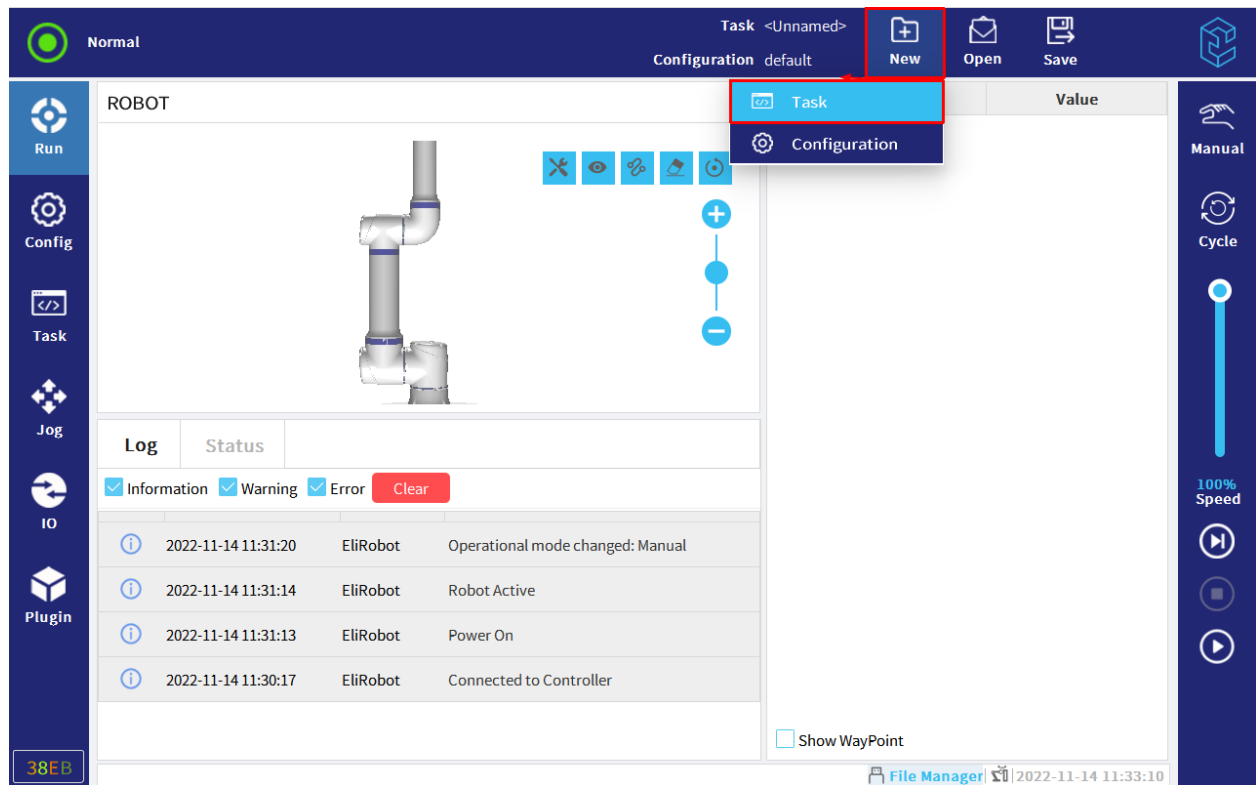 Normal
Task <Unnamed>
Configuration default
New
Open
Save
Task
Configuration
Run
Config
Task
Jog
IO
Plugin
38EB
ROBOT
Value
Log
Status
Information Warning Error Clear
2022-11-14 11:31:20 EliRobot Operational mode changed: Manual
2022-11-14 11:31:14 EliRobot Robot Active
2022-11-14 11:31:13 EliRobot Power On
2022-11-14 11:30:17 EliRobot Connected to Controller
Show WayPoint
File Manager 2022-11-14 11:33:10
Manual
Cycle
100%
Speed